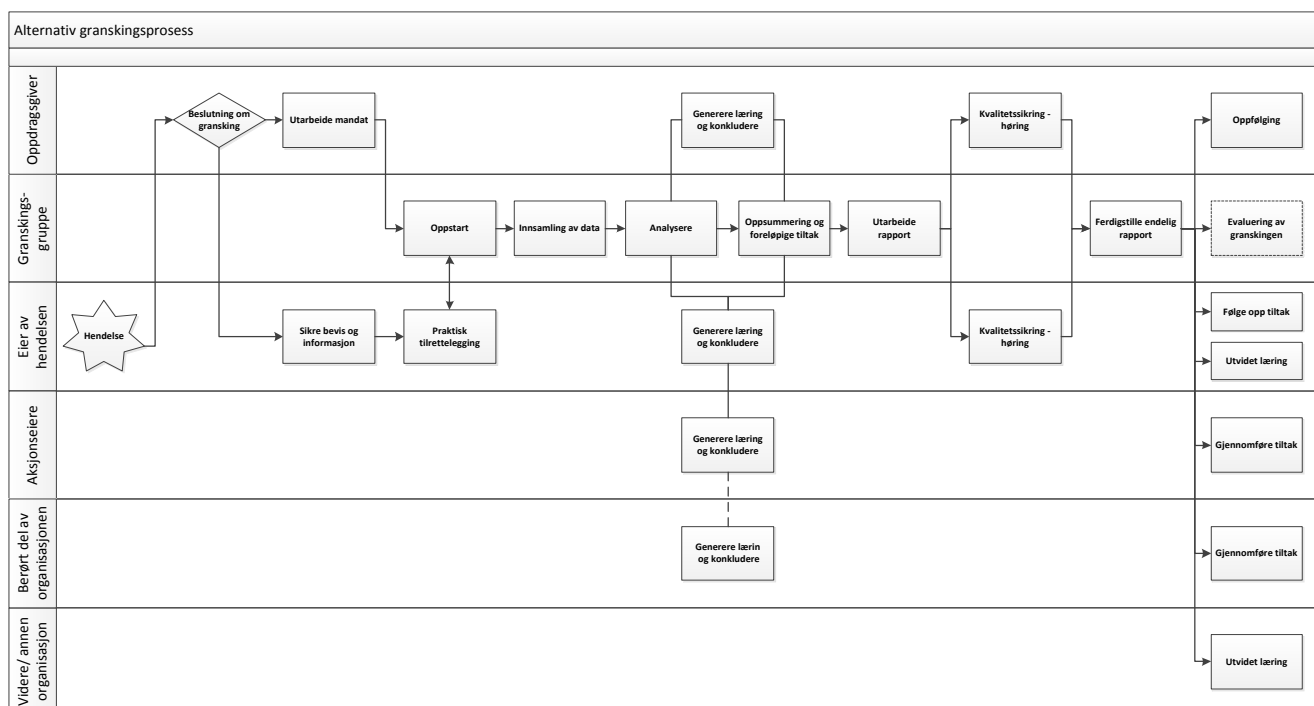 Alternativ granskingsprosess
Oppdragsgiver
Beslutning om
gransking
Utarbeide mandat
Generere læring
og konkludere
Kvalitetssikring -
høring
Oppfølging
Granskings-
gruppe
Oppstart
Innsamling av data
Analysere
Oppsummering og
foreløpige tiltak
Utarbeide
rapport
Ferdigstille endelig
rapport
Evaluering av
granskingen
Eier av
hendelsen
Hendelse
Sikre bevis og
informasjon
Praktisk
tilrettelegging
Generere læring
og konkludere
Kvalitetssikring -
høring
Følge opp tiltak
Utvidet læring
Aksjonseiere
Generere læring
og konkludere
Gjennomføre tiltak
Berørt del av
organisasjonen
Generere lærin
og konkludere
Gjennomføre tiltak
Videre/ annen
organisasjon
Utvidet læring